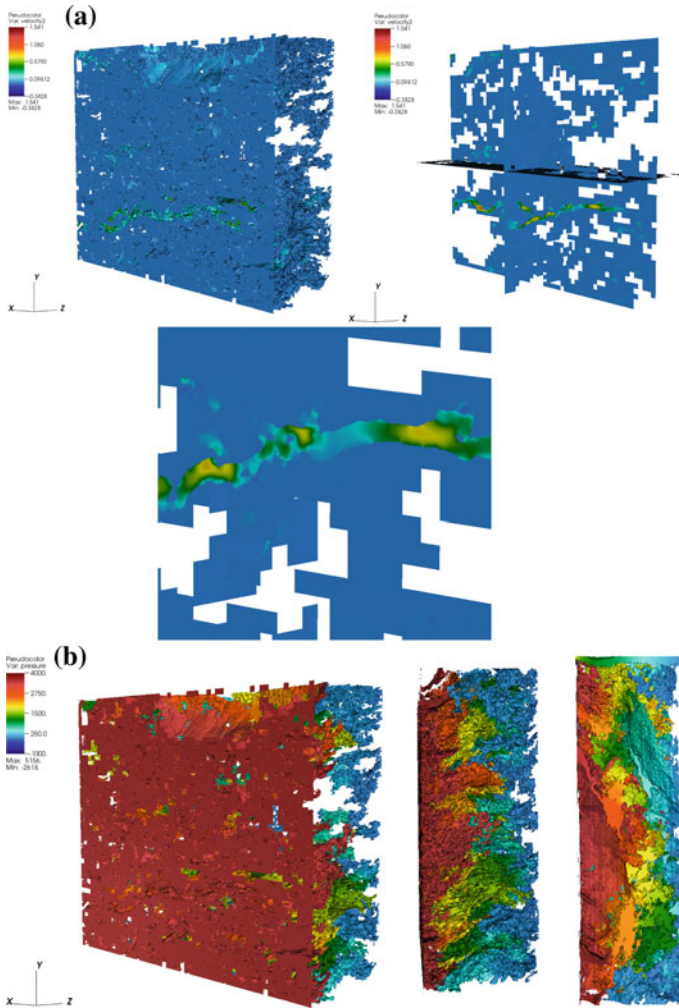 (a)
Pseudocolor
Var: velocity2
1.541
1.060
0.5790
0.09812
-0.3828
Max: 1.541
Min: -0.3828
Y
X
Z
Pseudocolor
Var: velocity2
1.541
1.060
0.5790
0.09812
-0.3828
Max: 1.541
Min: -0.3828
Y
X
Z
(b)
Pseudocolor
Var: pressure
4000.
2750.
1500.
250.0
-1000.
Max: 5156.
Min: -2616.
Y
X
Z